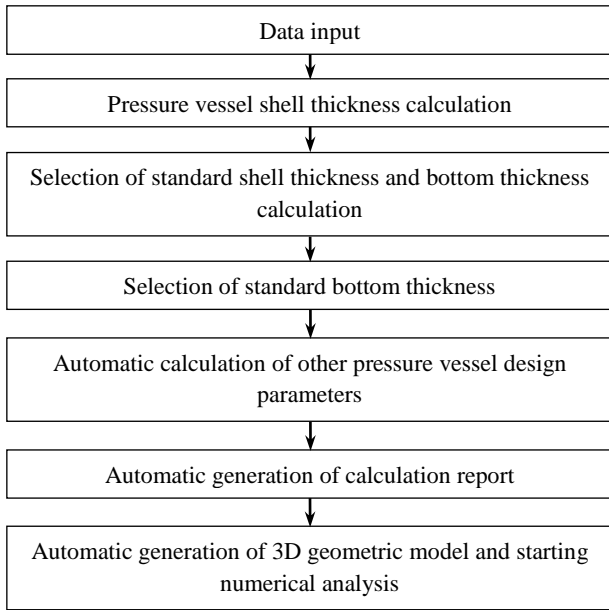 Data input
Pressure vessel shell thickness calculation
Selection of standard shell thickness and bottom thickness
calculation
Selection of standard bottom thickness
Automatic calculation of other pressure vessel design
parameters
Automatic generation of calculation report
Automatic generation of 3D geometric model and starting
numerical analysis